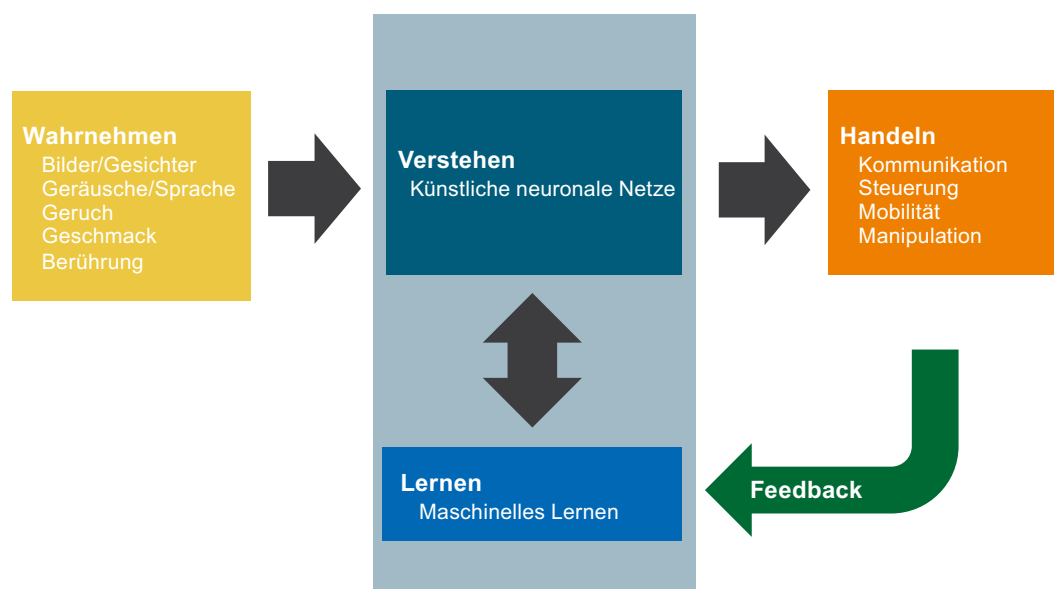 Wahrnehmen
Bilder/Gesichter
Geräusche/Sprache
Geruch
Geschmack
Berührung
Verstehen
Künstliche neuronale Netze
Handeln
Kommunikation
Steuerung
Mobilität
Manipulation
Lernen
Maschinelles Lernen
Feedback